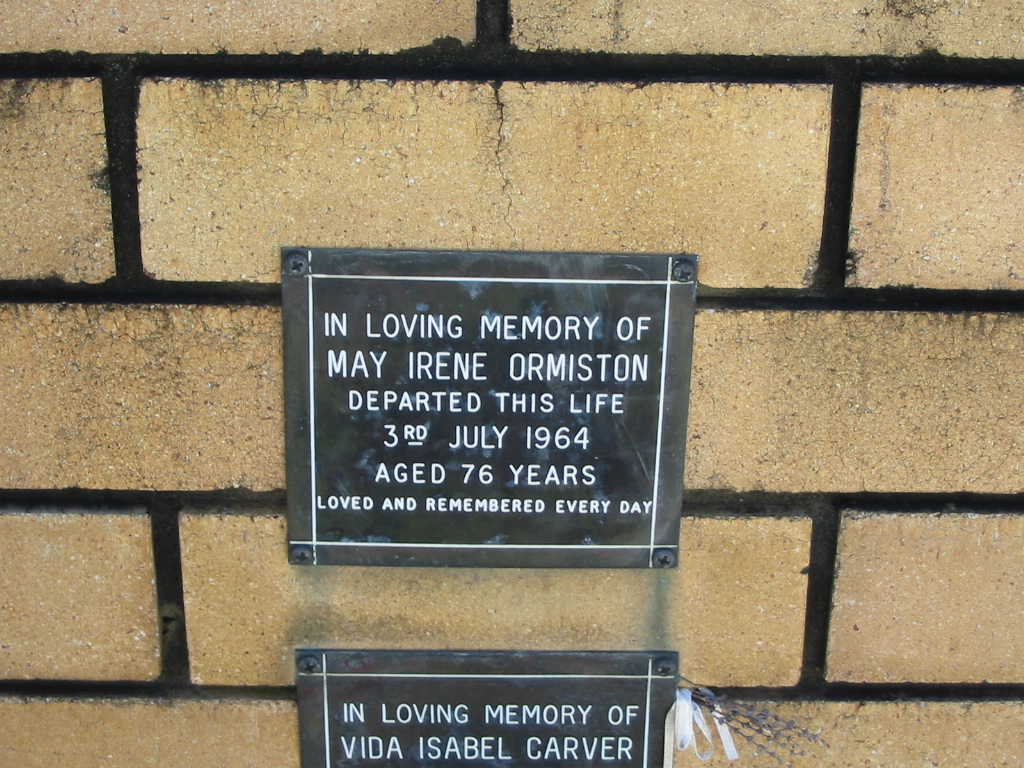 IN LOVING MEMORY OF
MAY IRENE ORMISTON
DEPARTED THIS LIFE
3RD JULY 1964
AGED 76 YEARS
LOVED AND REMEMBERED EVERY DAY
IN LOVING MEMORY OF
VIDA ISABEL CARVER